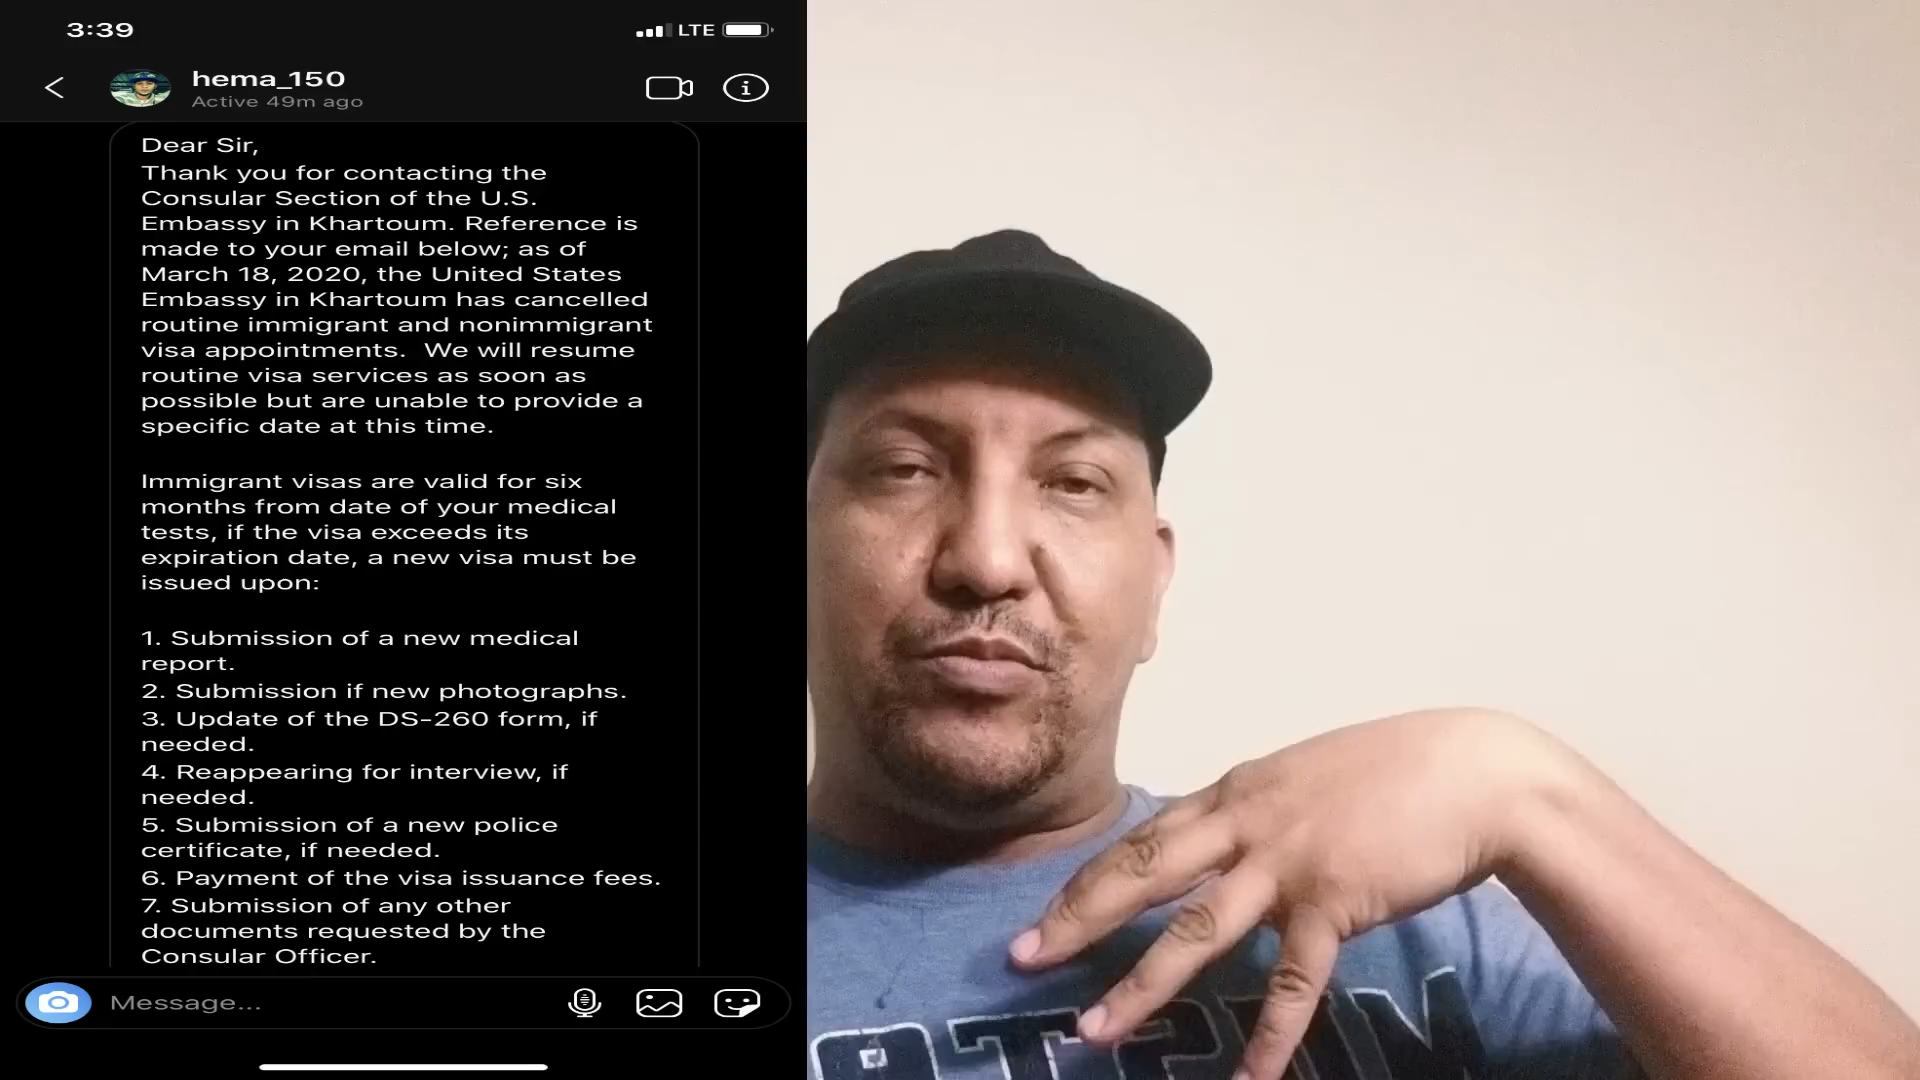 3:39
LTE
hema_150
Active 49m ago
Dear Sir,
Thank you for contacting the
Consular Section of the U.S.
Embassy in Khartoum. Reference is
made to your email below; as of
March 18, 2020, the United States
Embassy in Khartoum has cancelled
routine immigrant and nonimmigrant
visa appointments.  We will resume
routine visa services as soon as
possible but are unable to provide a
specific date at this time.
Immigrant visas are valid for six
months from date of your medical
tests, if the visa exceeds its
expiration date, a new visa must be
issued upon:
1. Submission of a new medical
report.
2. Submission if new photographs.
3. Update of the DS-260 form, if
needed.
4. Reappearing for interview, if
needed.
5. Submission of a new police
certificate, if needed.
6. Payment of the visa issuance fees.
7. Submission of any other
documents requested by the
Consular Officer.
Message...